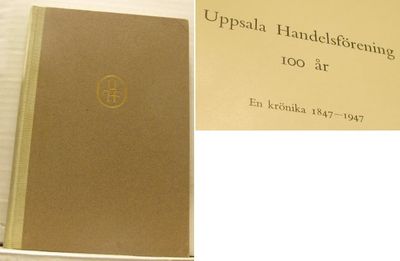 Uppsala Handelsförening
100 år
En krönika 1847—1947